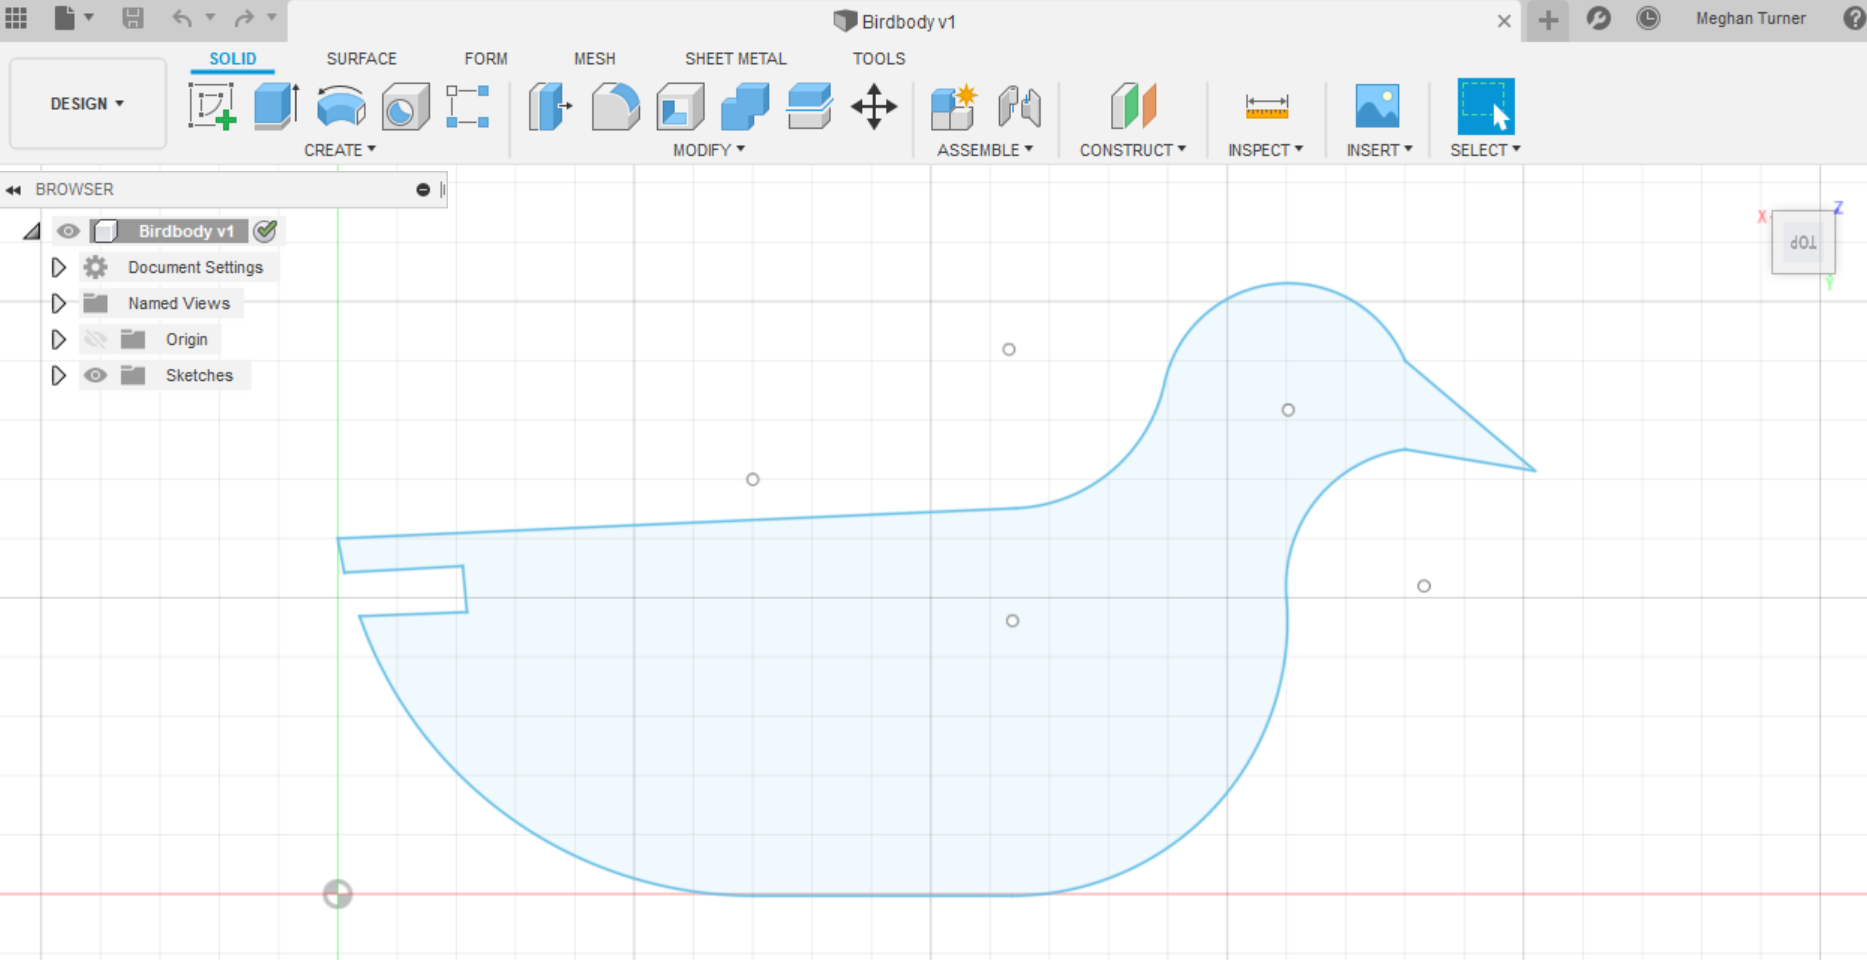 Birdbody v1
Meghan Turner
SOLID SURFACE FORM MESH SHEET METAL TOOLS
DESIGN
CREATE MODIFY ASSEMBLE CONSTRUCT INSPECT INSERT SELECT
BROWSER
Birdbody v1
Document Settings
Named Views
Origin
Sketches
X Z
TOP
Y